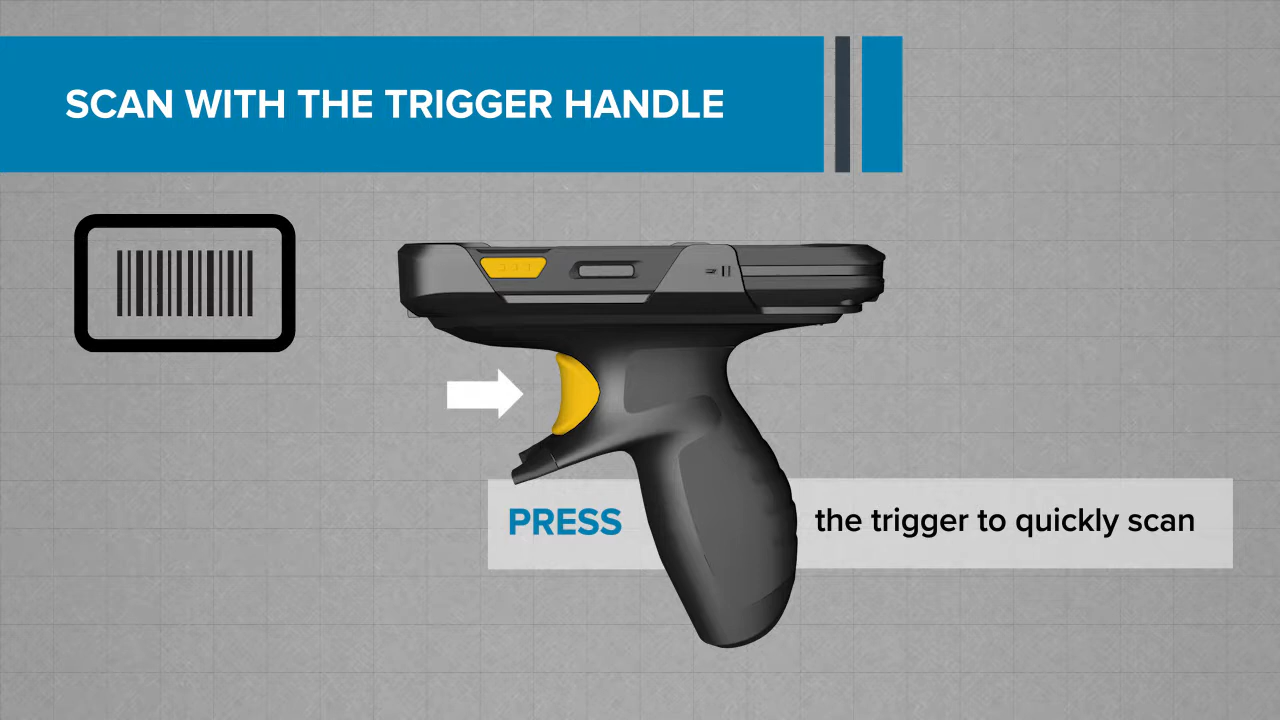 SCAN WITH THE TRIGGER HANDLE
PRESS the trigger to quickly scan